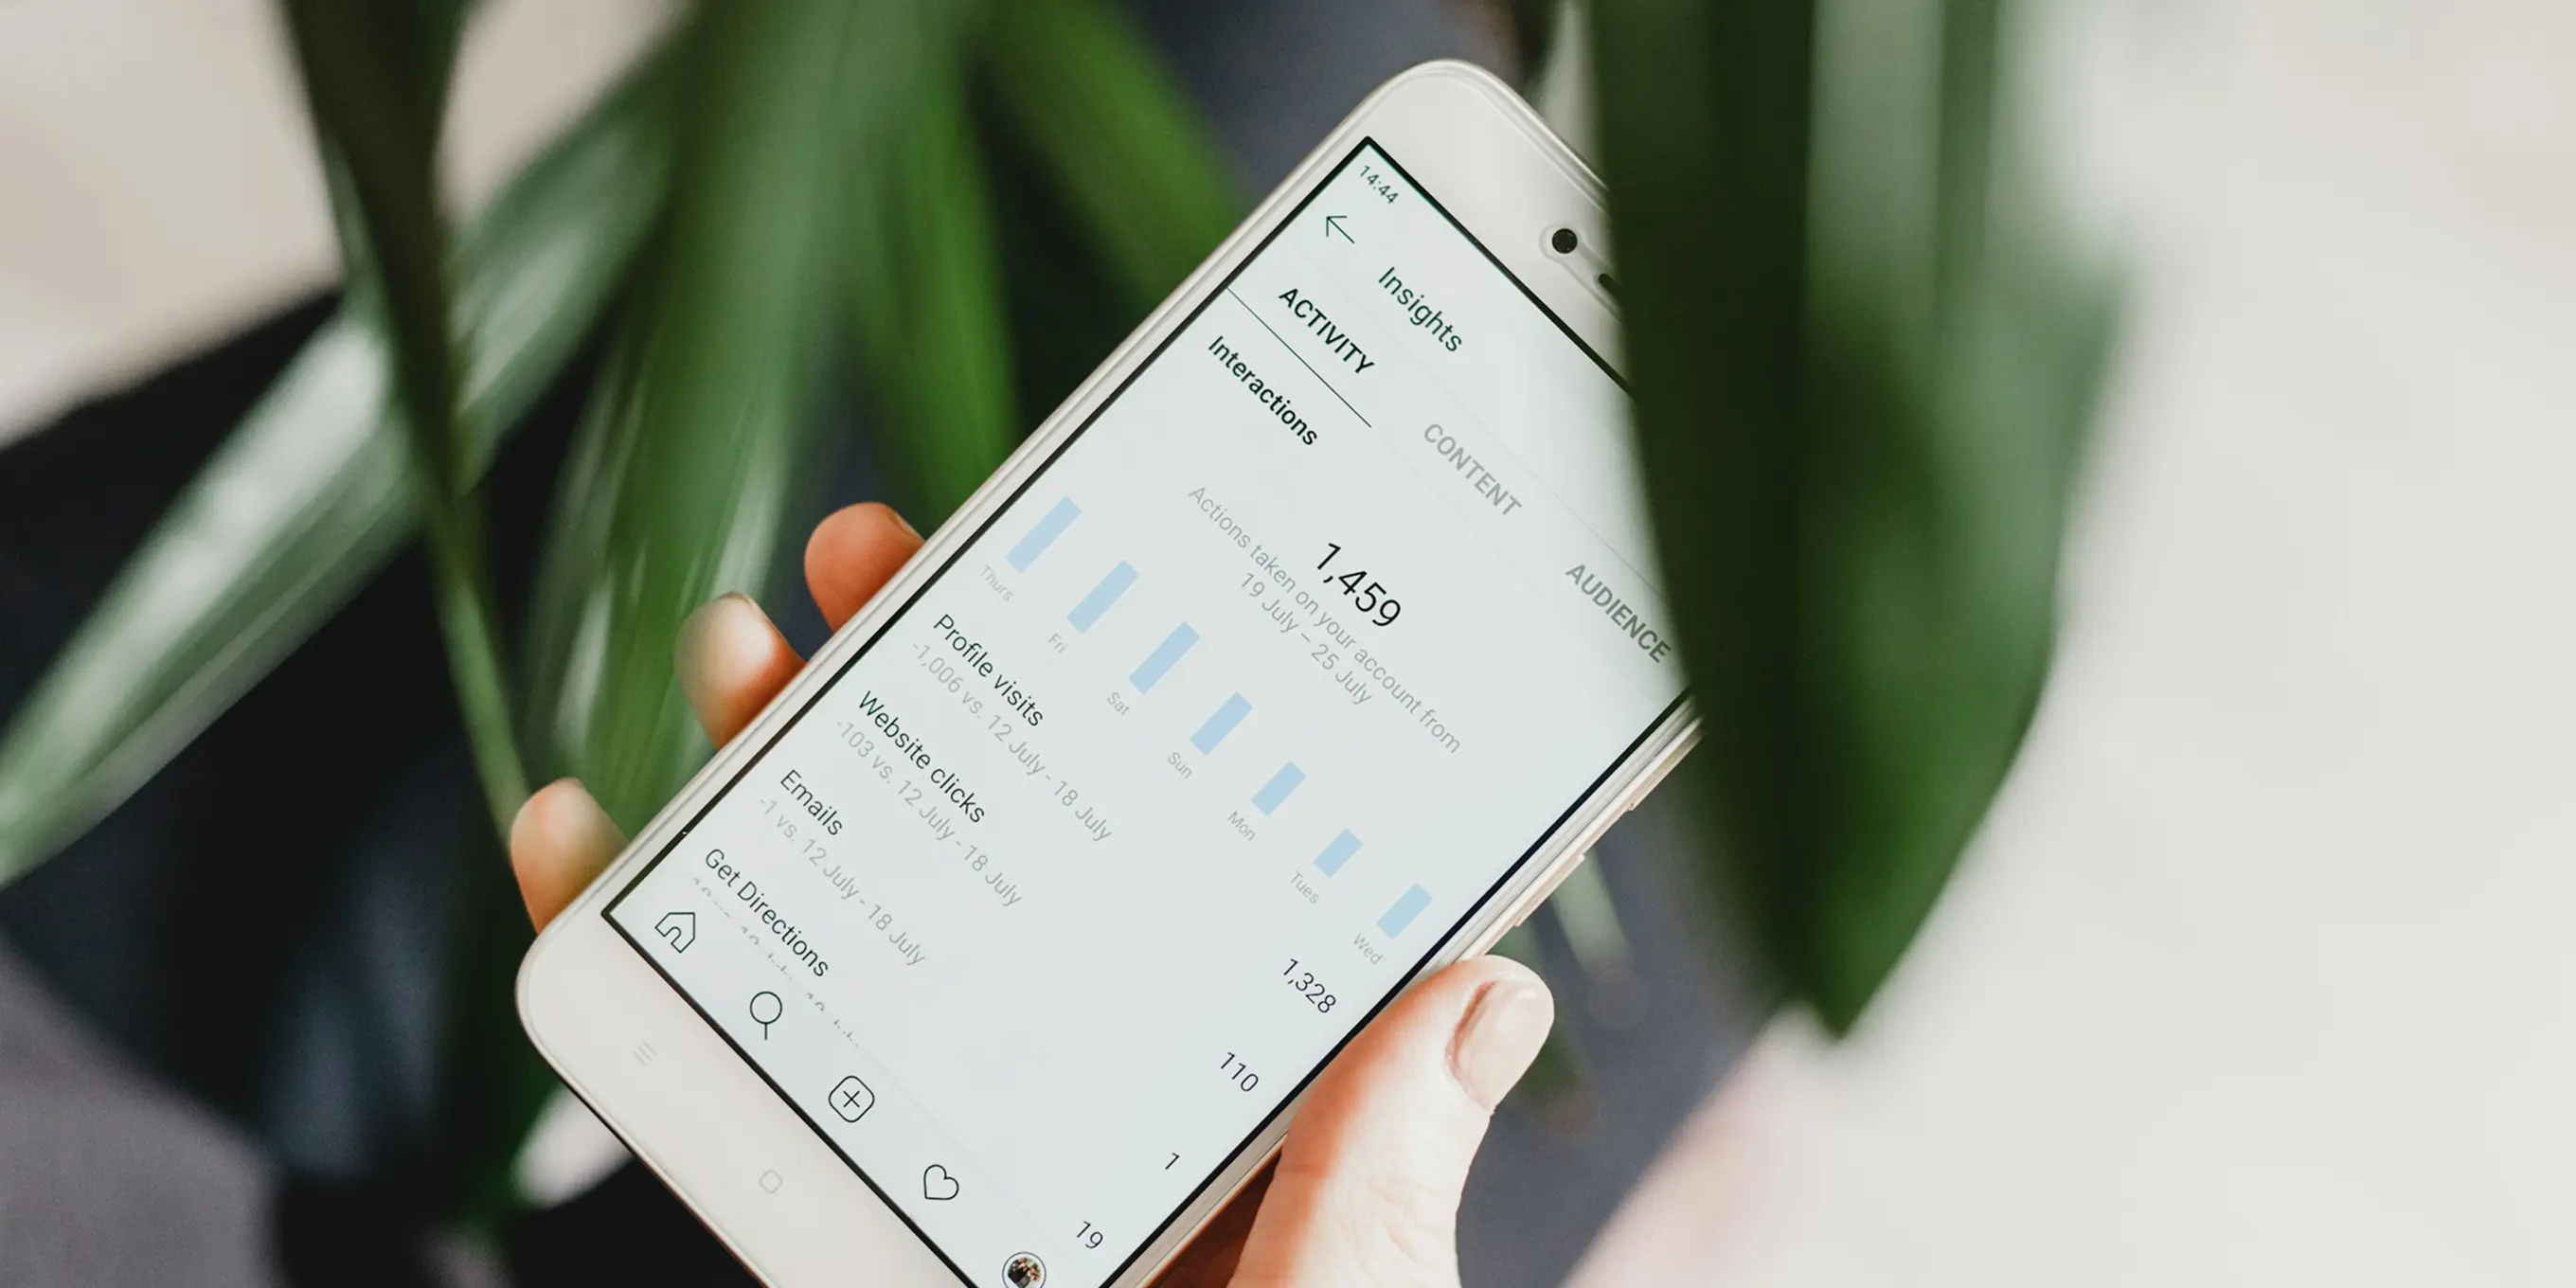 14:44
Insights
ACTIVITY
CONTENT
AUDIENCE
Interactions
1,459
Actions taken on your account from
19 July – 25 July
Thurs
Fri
Sat
Sun
Mon
Tues
Wed
Profile visits
1,328
-1,006 vs. 12 July - 18 July
Website clicks
110
-103 vs. 12 July - 18 July
Emails
1
-1 vs. 12 July - 18 July
Get Directions
19